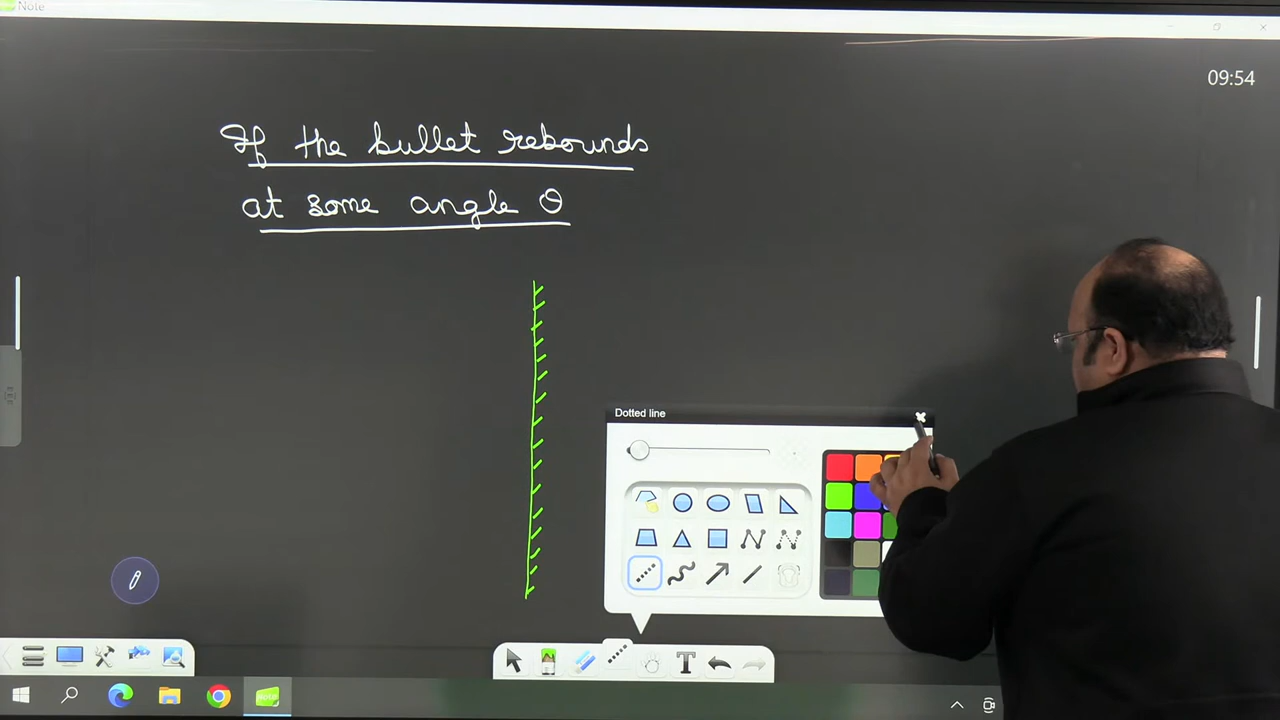 Note
09:54
If the bullet rebounds
at some angle θ
Dotted line
T